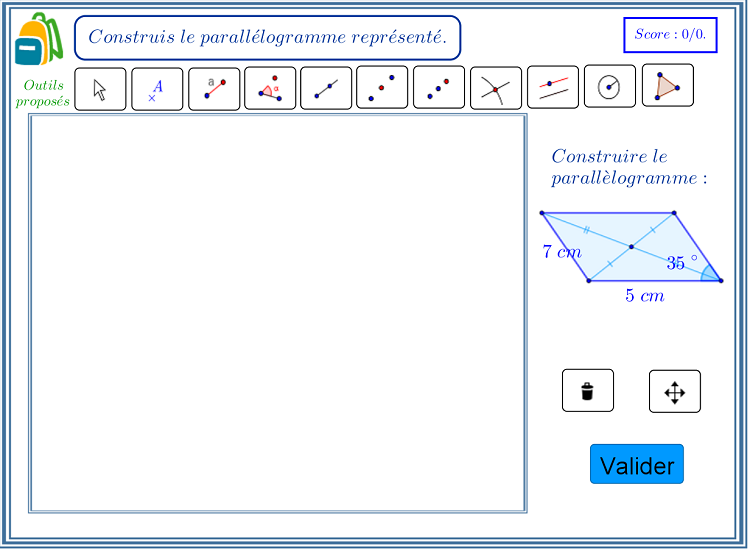 Construis le parallélogramme représenté.
Score : 0/0.
Outils
proposés
A
a
α
Construire le
parallèlogramme :
7 cm
35 °
5 cm
Valider